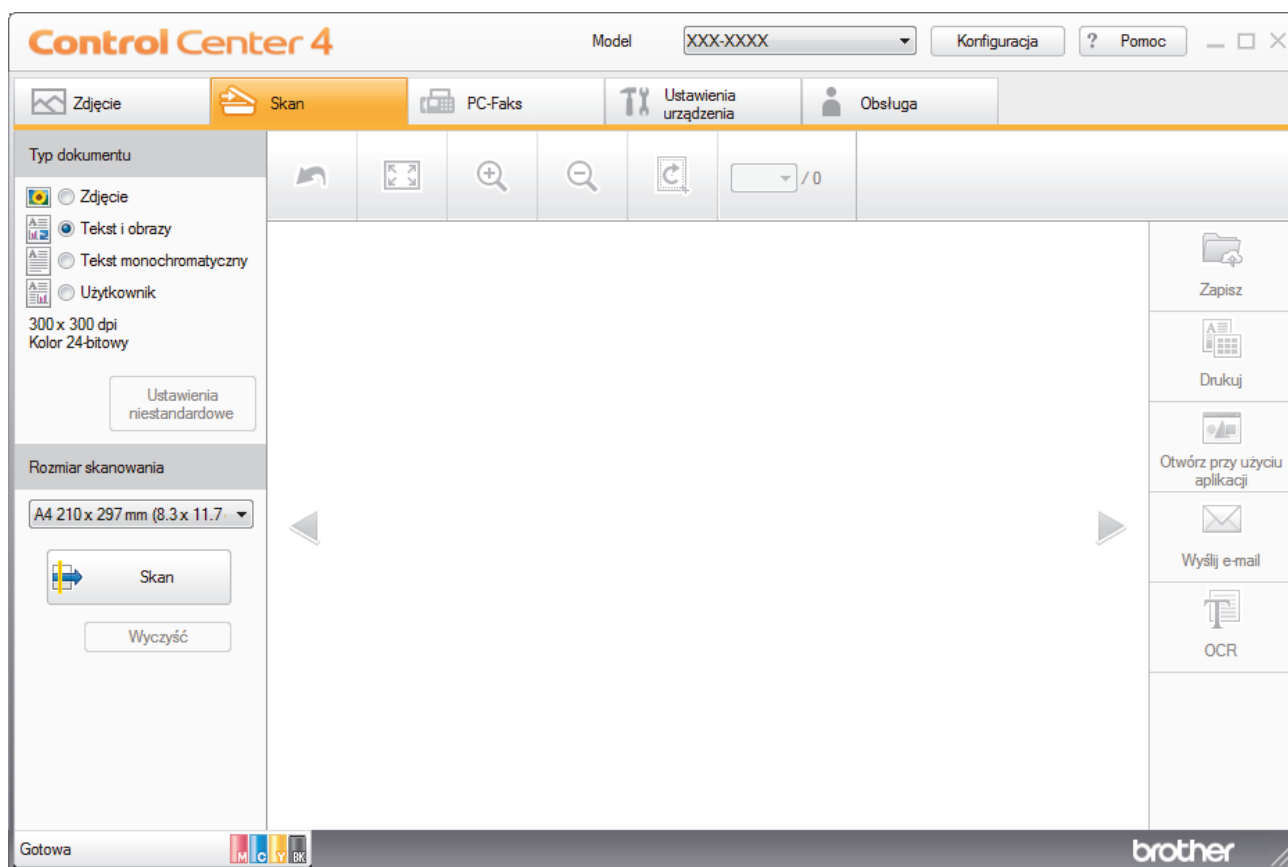 Control Center 4
Model
XXX-XXXX
Konfiguracja
? Pomoc
Zdjęcie
Skan
PC-Faks
Ustawienia
urządzenia
Obsługa
Typ dokumentu
/ 0
Zdjęcie
Tekst i obrazy
Tekst monochromatyczny
Użytkownik
300 x 300 dpi
Kolor 24-bitowy
Ustawienia
niestandardowe
Rozmiar skanowania
A4 210 x 297 mm (8.3 x 11.7
Skan
Wyczyść
Zapisz
Drukuj
Otwórz przy użyciu
aplikacji
Wyślij e-mail
OCR
Gotowa
M C Y BK
brother